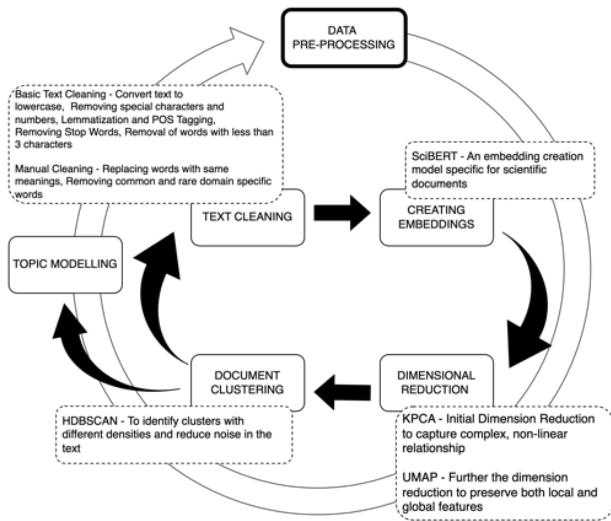 DATA
PRE-PROCESSING
Basic Text Cleaning - Convert text to
lowercase, Removing special characters and
numbers, Lemmatization and POS Tagging,
Removing Stop Words, Removal of words with less than
3 characters
Manual Cleaning - Replacing words with same
meanings, Removing common and rare domain specific
words
SciBERT - An embedding creation
model specific for scientific
documents
TEXT CLEANING
CREATING
EMBEDDINGS
TOPIC MODELLING
DOCUMENT
CLUSTERING
DIMENSIONAL
REDUCTION
HDBSCAN - To identify clusters with
different densities and reduce noise in the
text
KPCA - Initial Dimension Reduction
to capture complex, non-linear
relationship
UMAP - Further the dimension
reduction to preserve both local and
global features